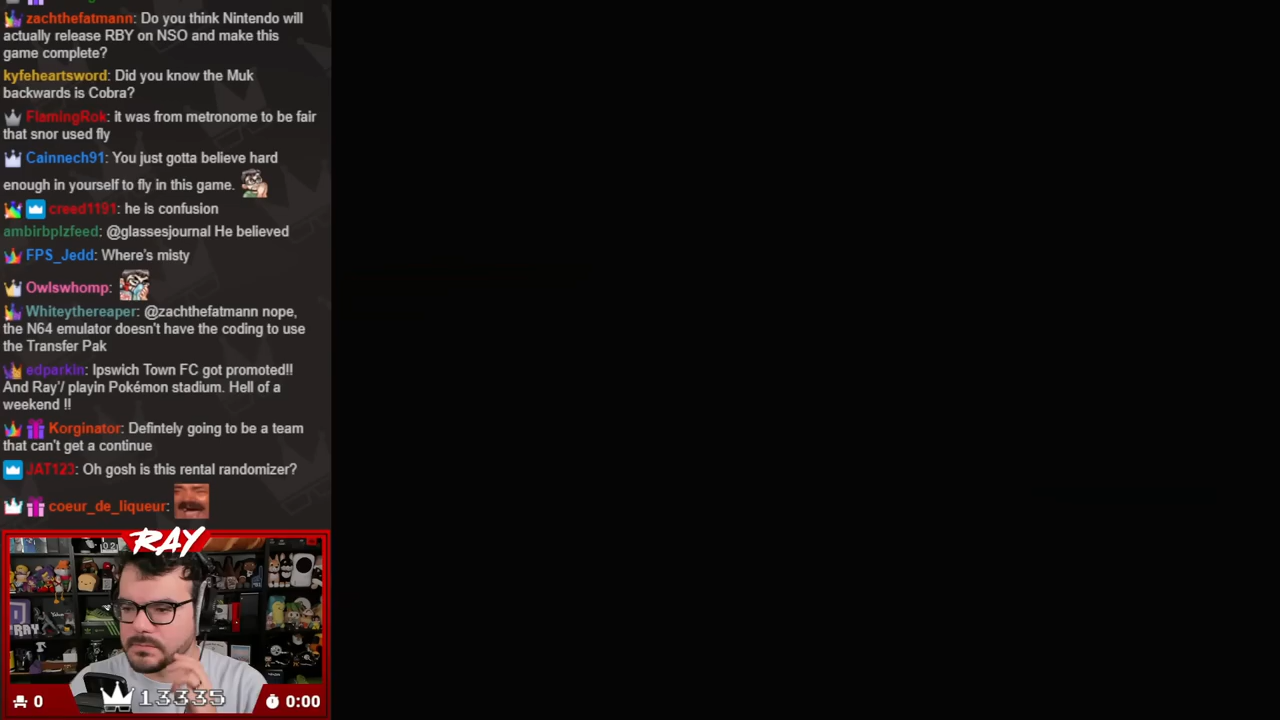 zachthefatmann: Do you think Nintendo will
actually release RBY on NSO and make this
game complete?
kyfeheartsword: Did you know the Muk
backwards is Cobra?
FlamingRok: it was from metronome to be fair
that snor used fly
Cainnech91: You just gotta believe hard
enough in yourself to fly in this game.
creed1191: he is confusion
ambirbplzfeed: @glassesjournal He believed
FPS_Jedd: Where's misty
Owlswhomp:
Whiteythereaper: @zachthefatmann nope,
the N64 emulator doesn't have the coding to use
the Transfer Pak
edparkin: Ipswich Town FC got promoted!!
And Ray'/ playin Pokémon stadium. Hell of a
weekend !!
Korginator: Defintely going to be a team
that can't get a continue
JAT123: Oh gosh is this rental randomizer?
coeur_de_liqueur:
RAY
RAY
0 13335 0:00